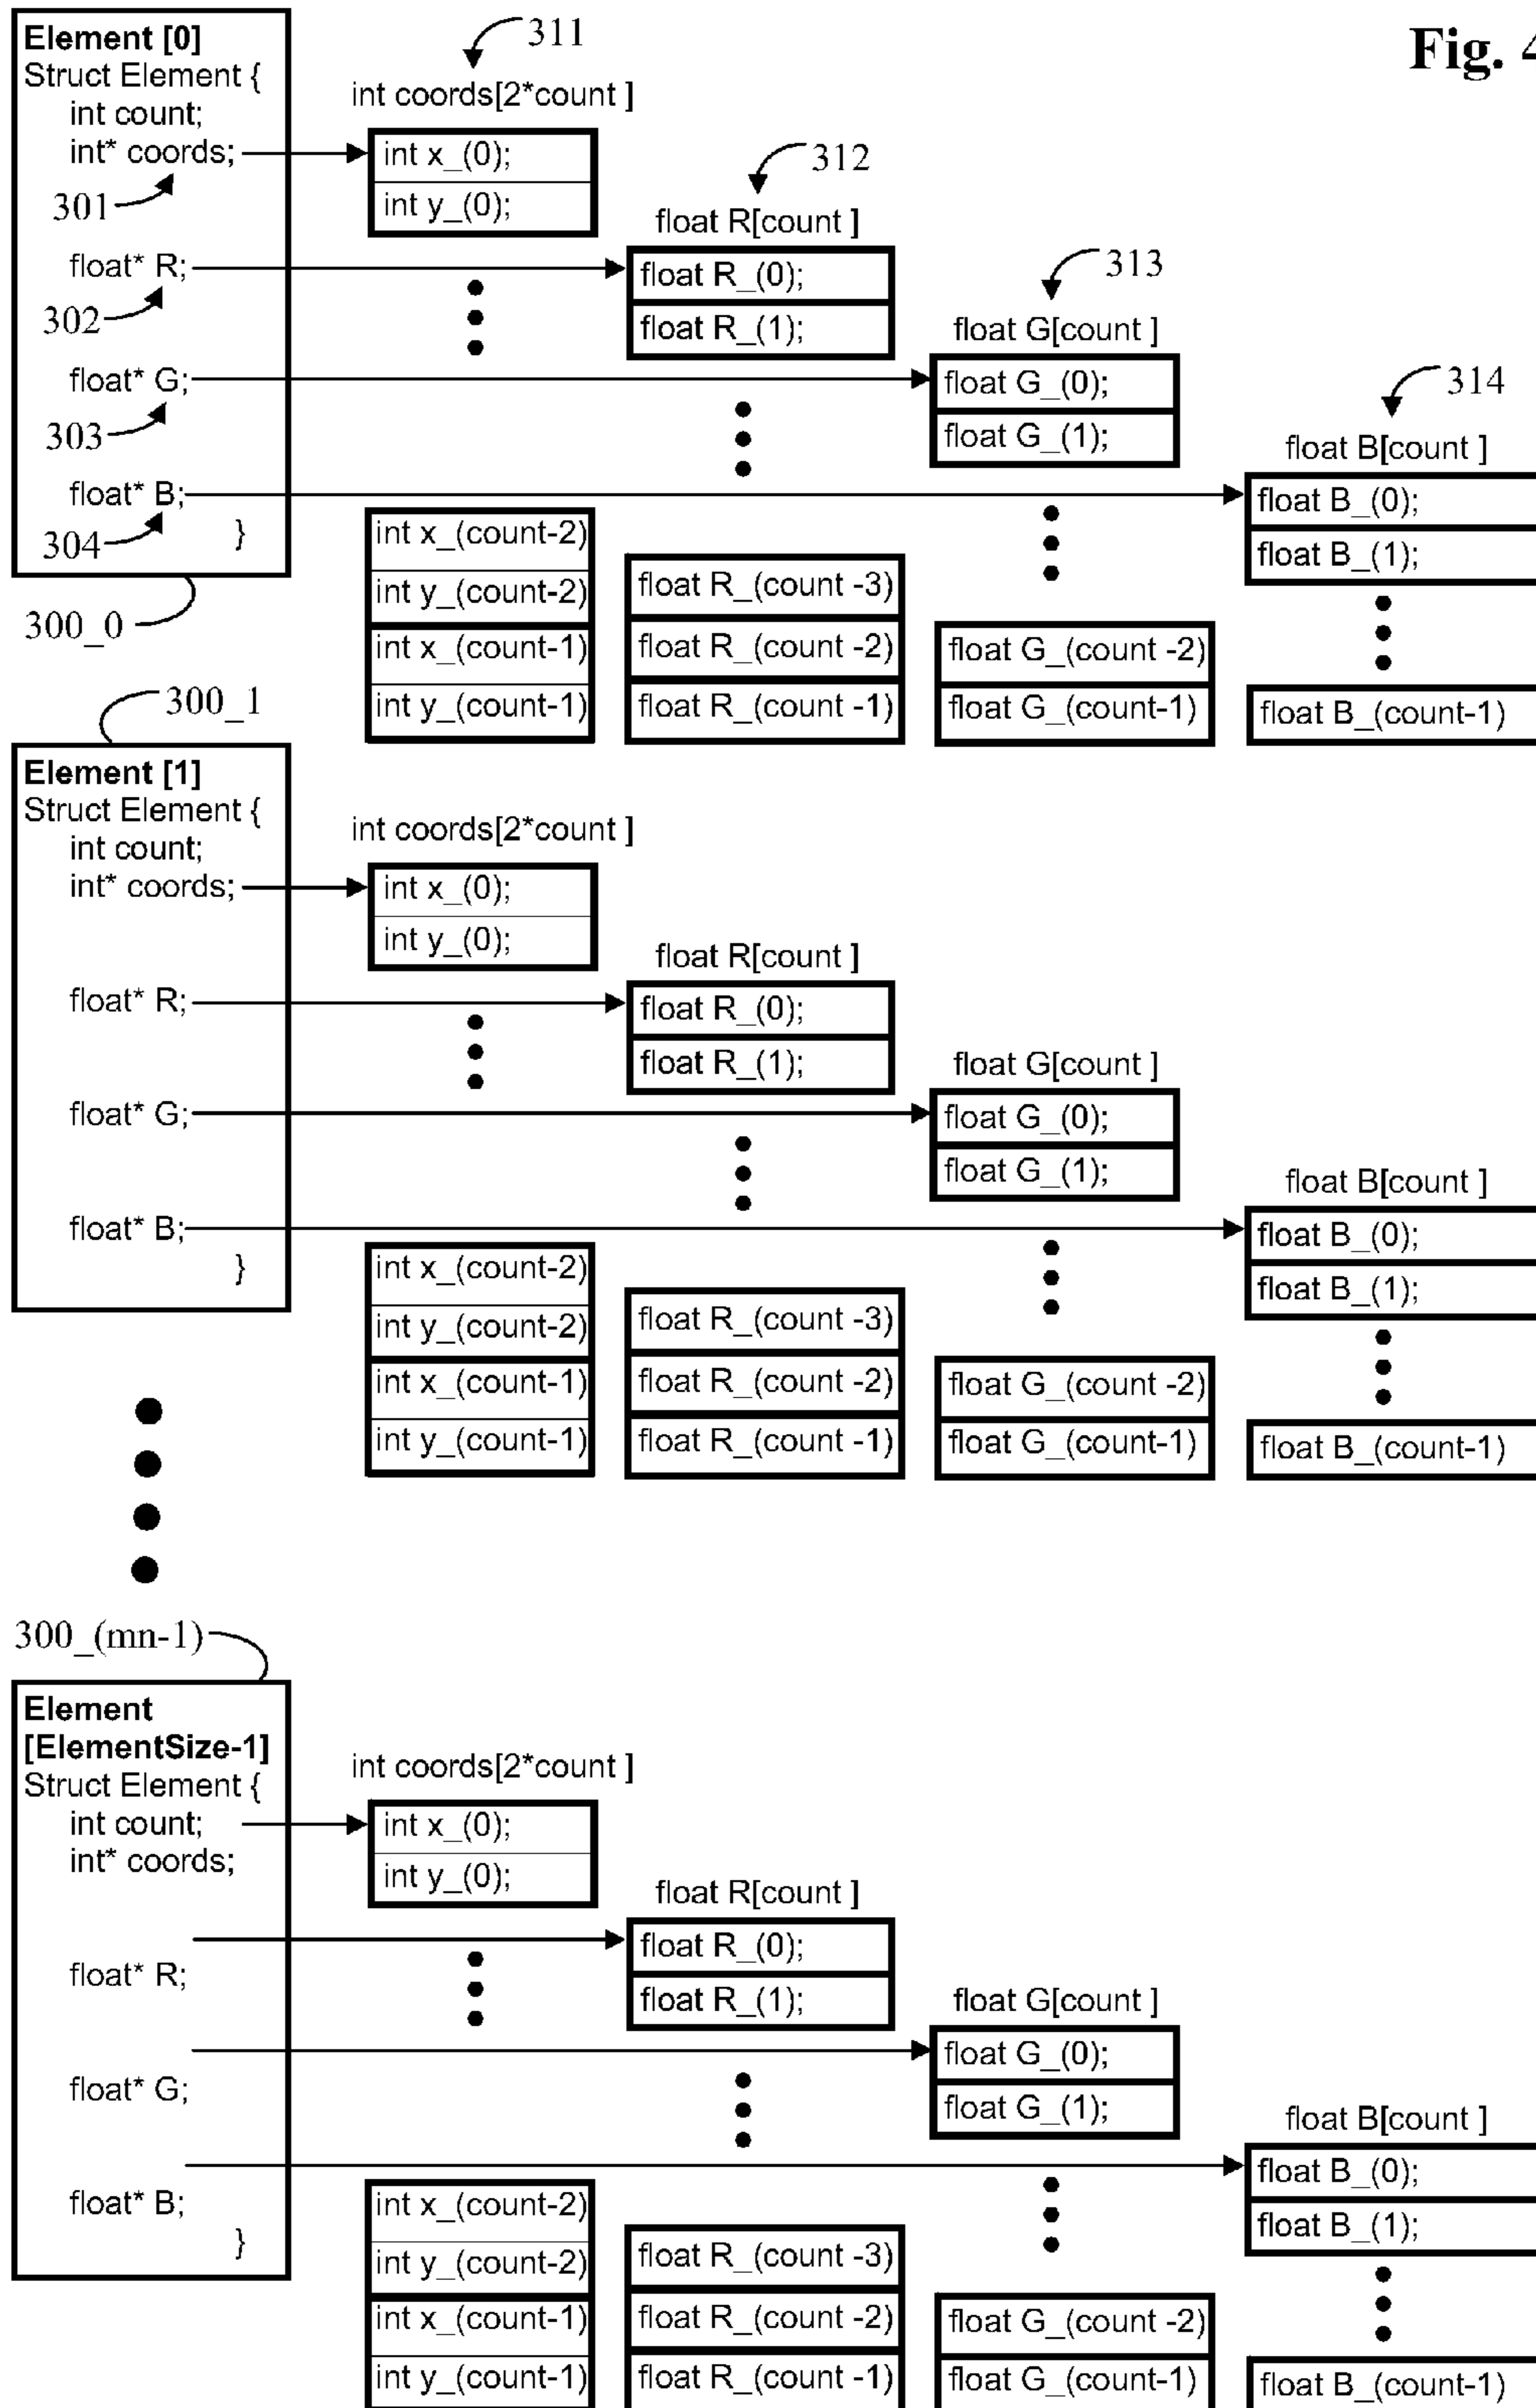 Fig. 4
Element [0]
Struct Element {
int count;
int* coords;
301
float* R;
302
float* G;
303
float* B;
304
}
300_0
311
int coords[2*count ]
int x_(0);
int y_(0);
int x_(count-2)
int y_(count-2)
int x_(count-1)
int y_(count-1)
312
float R[count ]
float R_(0);
float R_(1);
float R_(count -3)
float R_(count -2)
float R_(count -1)
313
float G[count ]
float G_(0);
float G_(1);
float G_(count -2)
float G_(count-1)
314
float B[count ]
float B_(0);
float B_(1);
float B_(count-1)
300_1
Element [1]
Struct Element {
int count;
int* coords;
float* R;
float* G;
float* B;
}
int coords[2*count ]
int x_(0);
int y_(0);
int x_(count-2)
int y_(count-2)
int x_(count-1)
int y_(count-1)
float R[count ]
float R_(0);
float R_(1);
float R_(count -3)
float R_(count -2)
float R_(count -1)
float G[count ]
float G_(0);
float G_(1);
float G_(count -2)
float G_(count-1)
float B[count ]
float B_(0);
float B_(1);
float B_(count-1)
300_(mn-1)
Element
[ElementSize-1]
Struct Element {
int count;
int* coords;
float* R;
float* G;
float* B;
}
int coords[2*count ]
int x_(0);
int y_(0);
int x_(count-2)
int y_(count-2)
int x_(count-1)
int y_(count-1)
float R[count ]
float R_(0);
float R_(1);
float R_(count -3)
float R_(count -2)
float R_(count -1)
float G[count ]
float G_(0);
float G_(1);
float G_(count -2)
float G_(count-1)
float B[count ]
float B_(0);
float B_(1);
float B_(count-1)